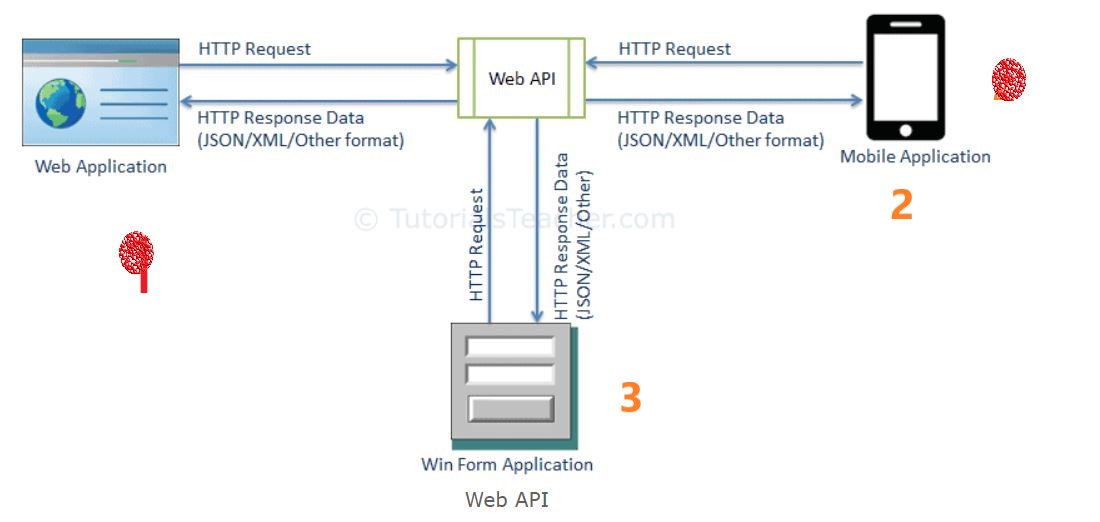 HTTP Request
HTTP Response Data
(JSON/XML/Other format)
Web Application
Web API
HTTP Request
HTTP Response Data
(JSON/XML/Other format)
Mobile Application
2
© TutorialsTeacher.com
HTTP Request
HTTP Response Data
(JSON/XML/Other)
3
Win Form Application
Web API